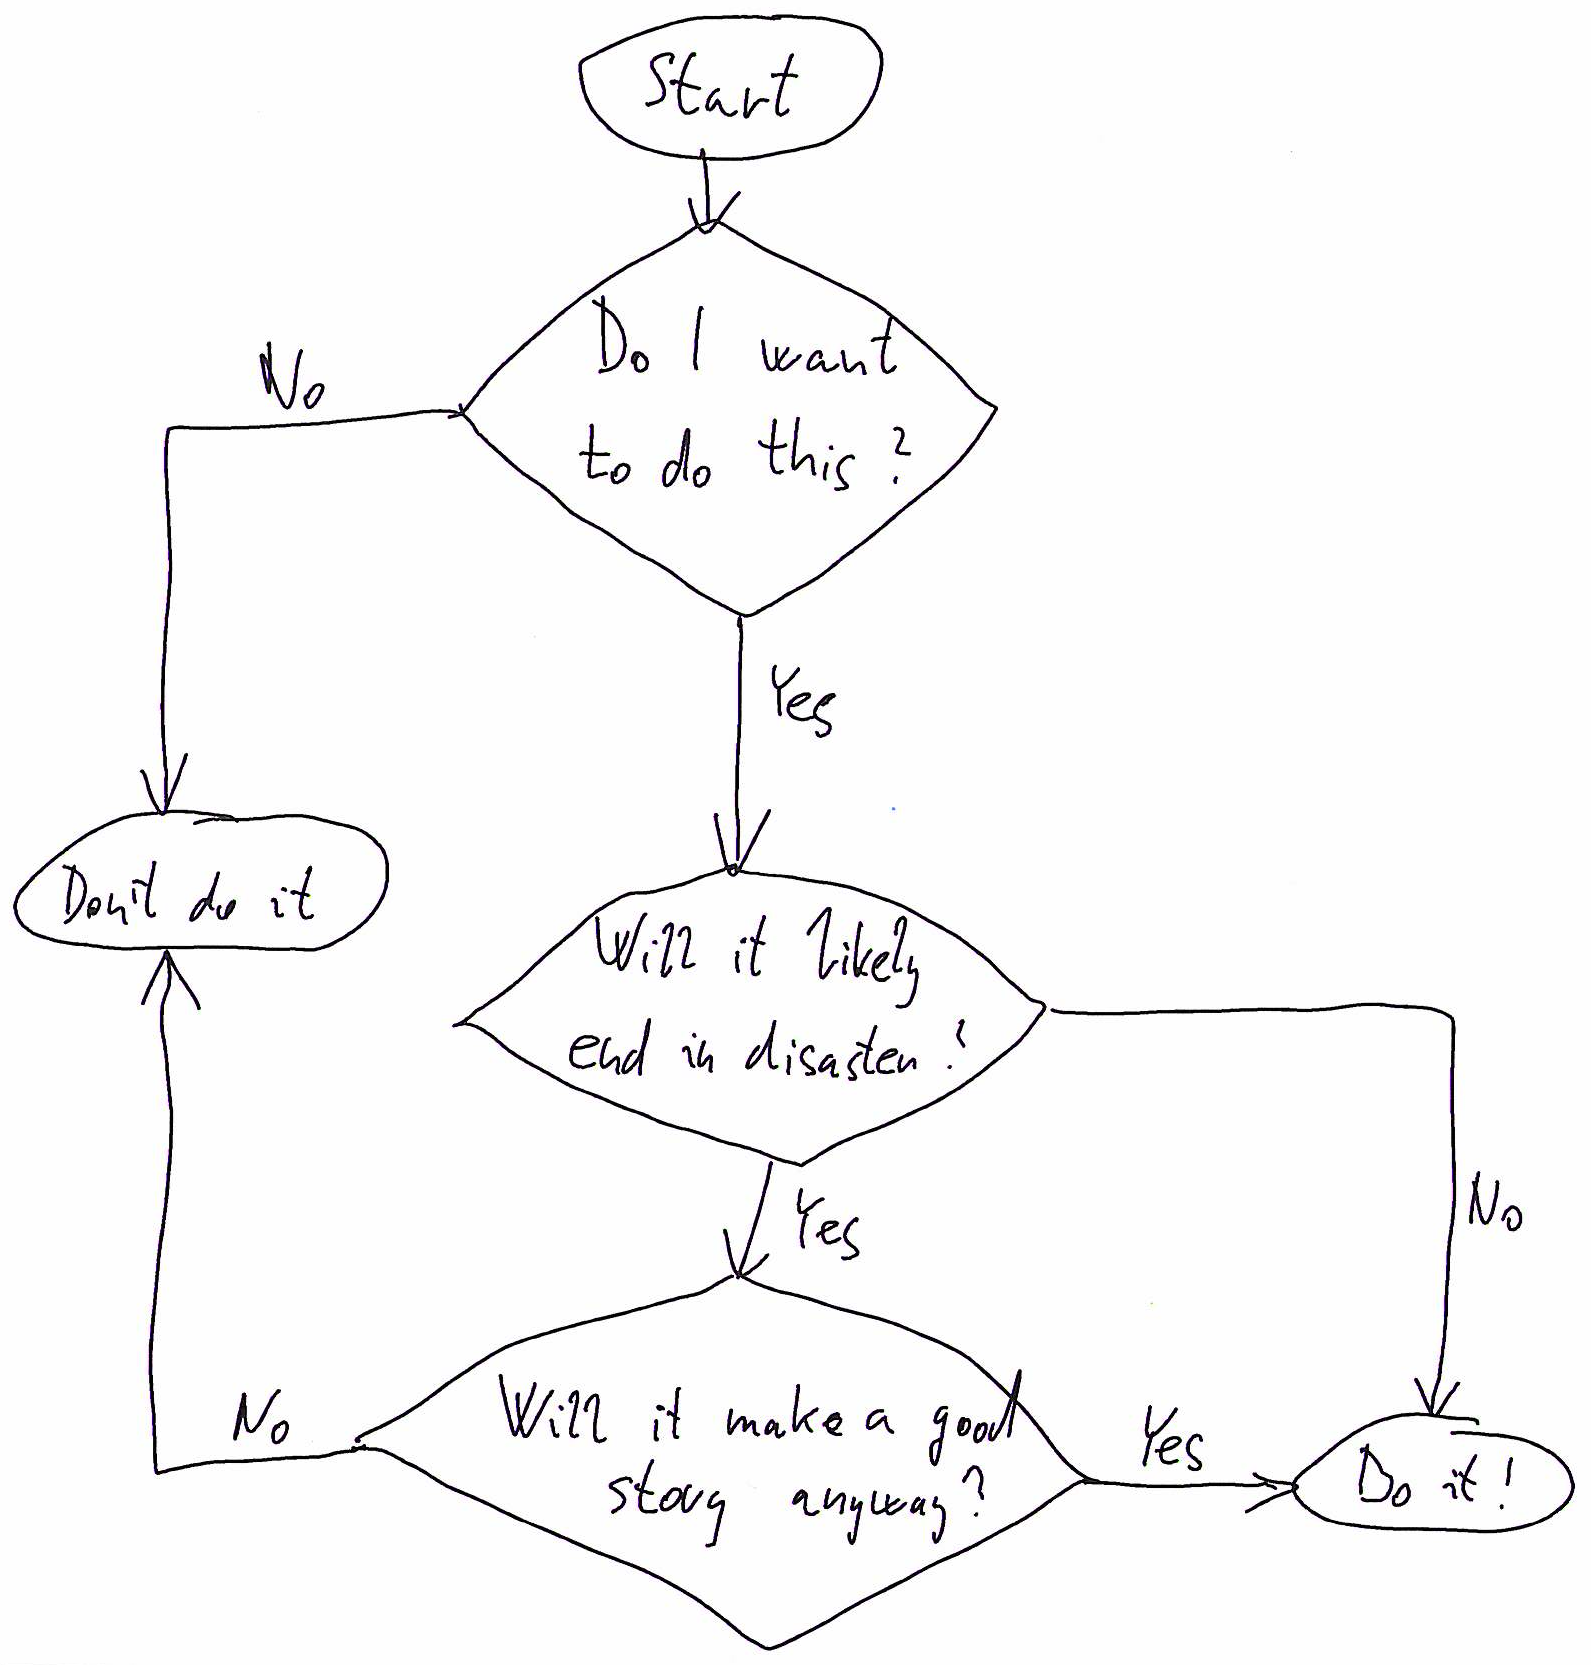 Start
Do I want
to do this?
No
Yes
Don't do it
Will it likely
end in disaster?
Yes
No
Will it make a good
story anyway?
No
Yes
Do it!